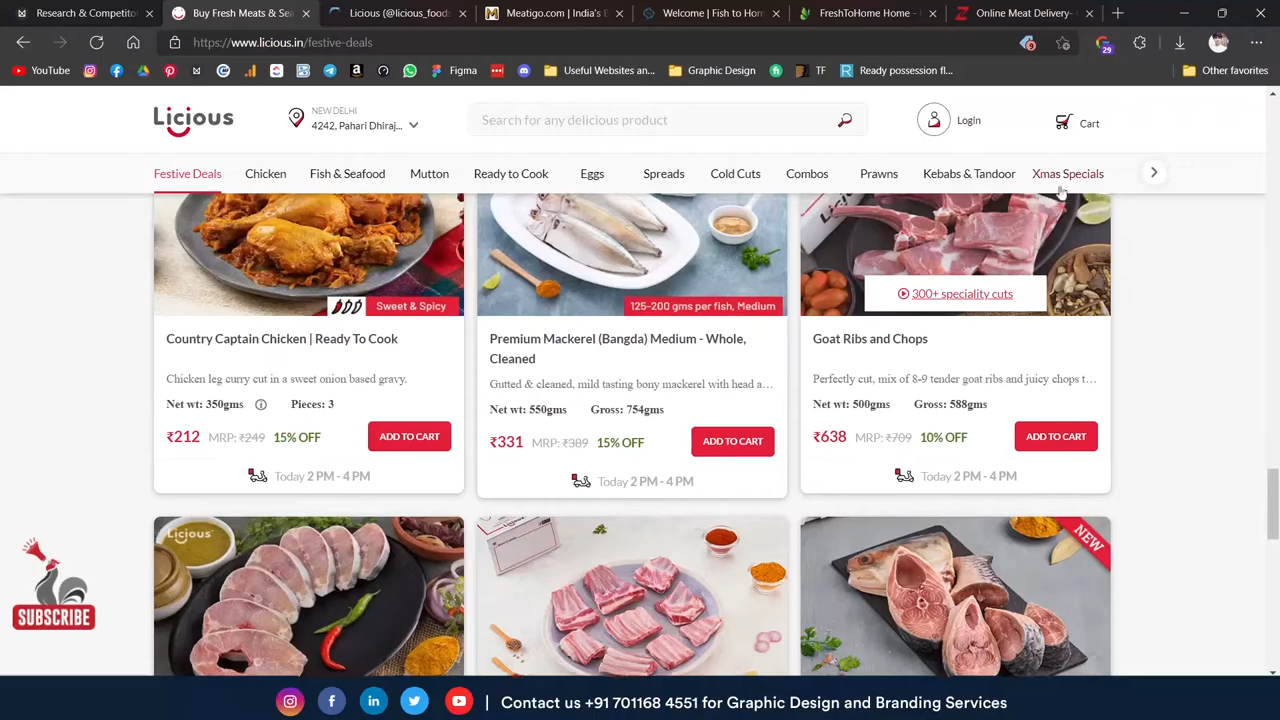 Research & Competito
Buy Fresh Meats & Sea
Licious (@licious_foods
Meatigo.com | India's B
Welcome | Fish to Hom
FreshToHome Home -
Online Meat Delivery-
https://www.licious.in/festive-deals
9
29
YouTube
Figma
Useful Websites an...
Graphic Design
TF
Ready possession fl...
Other favorites
Licious
NEW DELHI
4242, Pahari Dhiraj...
Search for any delicious product
Login
Cart
Festive Deals
Chicken
Fish & Seafood
Mutton
Ready to Cook
Eggs
Spreads
Cold Cuts
Combos
Prawns
Kebabs & Tandoor
Xmas Specials
Sweet & Spicy
125-200 gms per fish, Medium
300+ speciality cuts
Country Captain Chicken | Ready To Cook
Chicken leg curry cut in a sweet onion based gravy.
Net wt: 350gms Pieces: 3
₹212 MRP: ₹249 15% OFF
ADD TO CART
Today 2 PM - 4 PM
Premium Mackerel (Bangda) Medium - Whole,
Cleaned
Gutted & cleaned, mild tasting bony mackerel with head a...
Net wt: 550gms Gross: 754gms
₹331 MRP: ₹389 15% OFF
ADD TO CART
Today 2 PM - 4 PM
Goat Ribs and Chops
Perfectly cut, mix of 8-9 tender goat ribs and juicy chops t...
Net wt: 500gms Gross: 588gms
₹638 MRP: ₹709 10% OFF
ADD TO CART
Today 2 PM - 4 PM
Licious
NEW
SUBSCRIBE
| Contact us +91 701168 4551 for Graphic Design and Branding Services